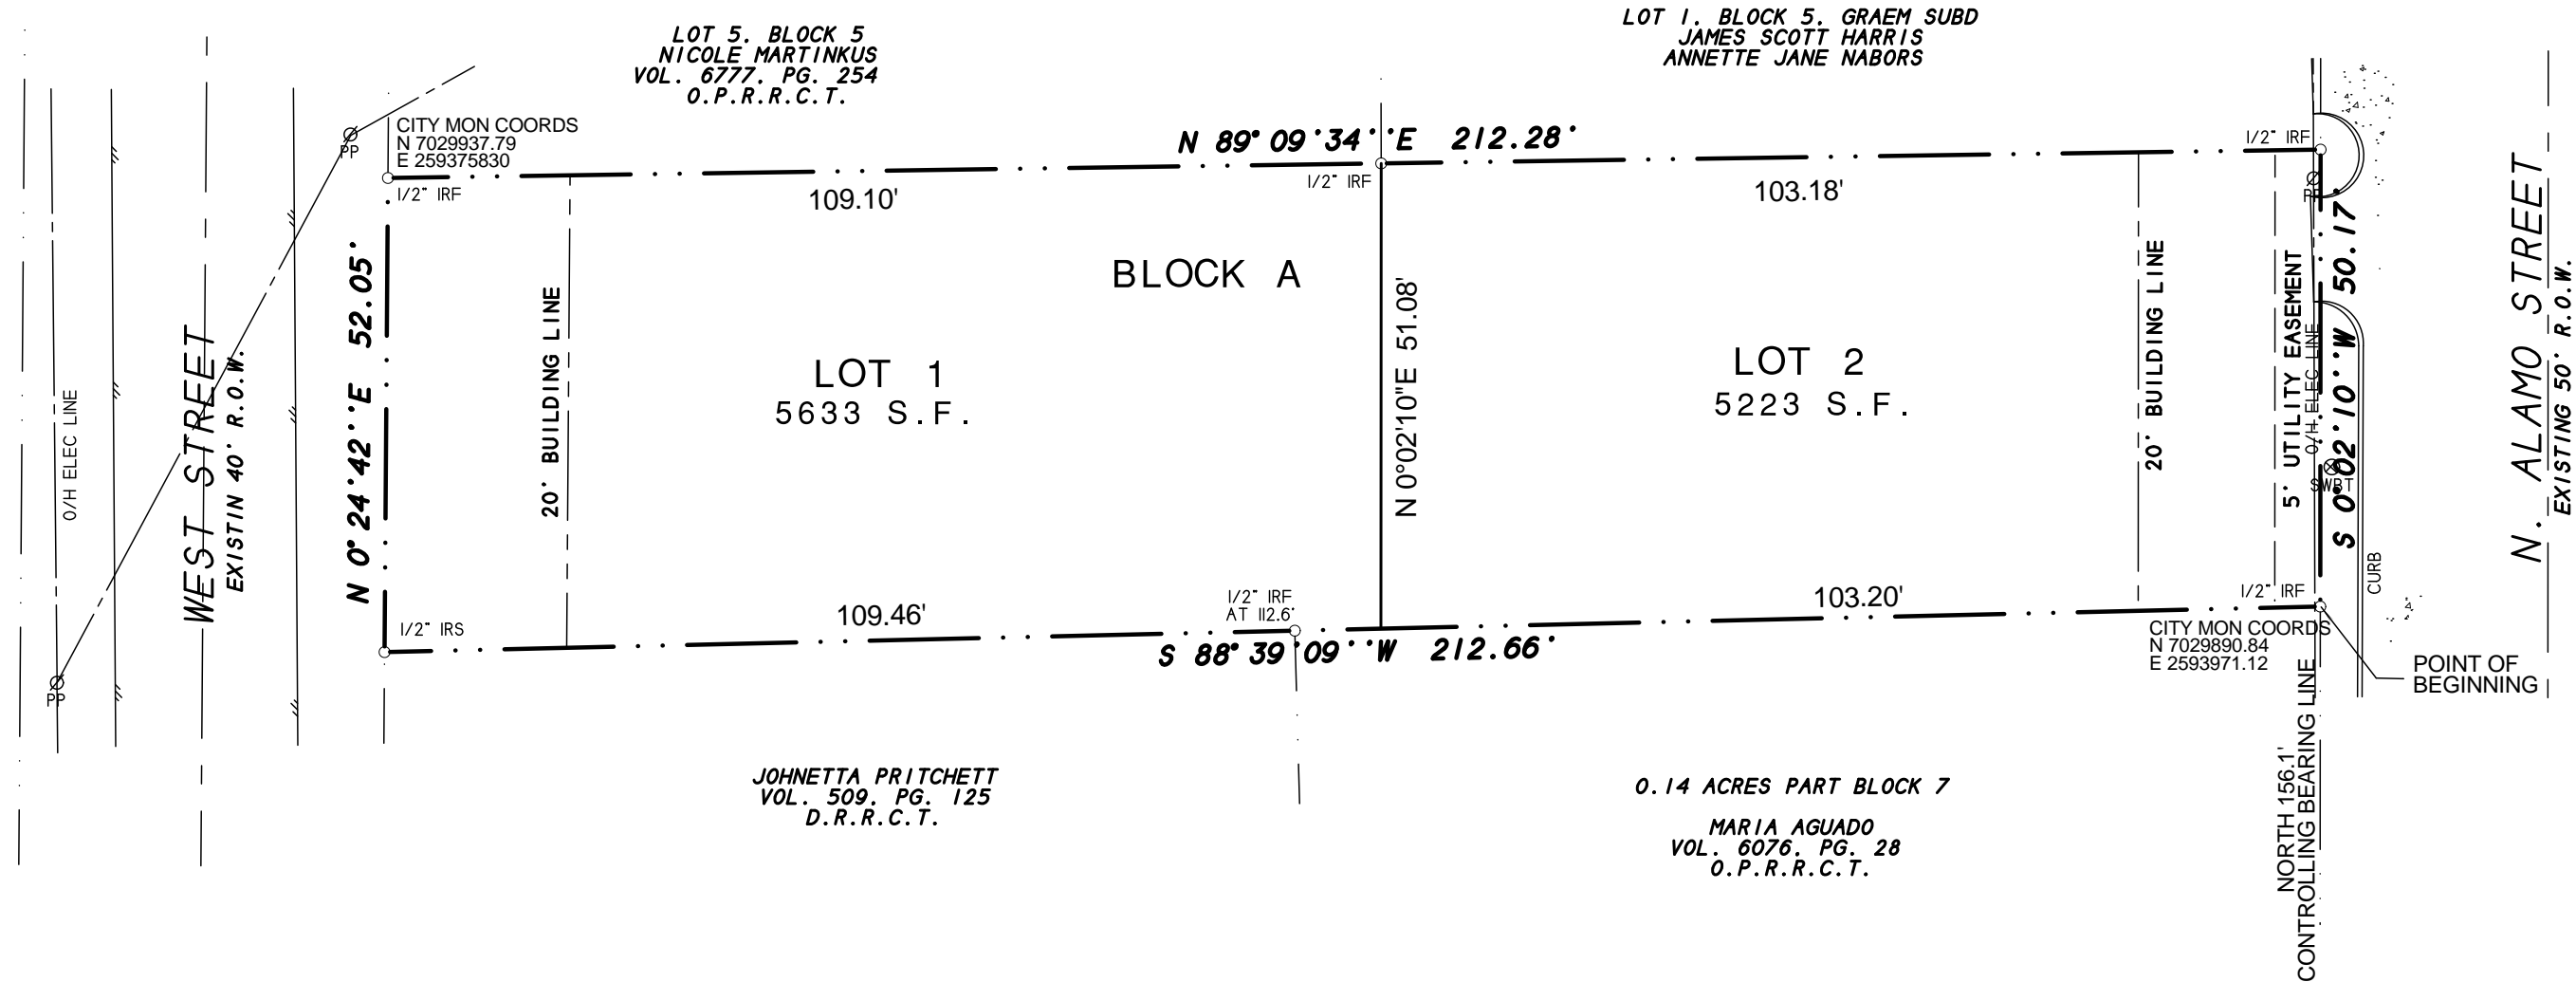 LOT 5, BLOCK 5
NICOLE MARTINKUS
VOL. 6777, PG. 254
O.P.R.R.C.T.
LOT 1, BLOCK 5, GRAEM SUBD
JAMES SCOTT HARRIS
ANNETTE JANE NABORS
CITY MON COORDS
N 7029937.79
E 259375830
PP
1/2" IRF
N 89°09'34''E 212.28'
1/2" IRF
1/2" IRF
109.10'
103.18'
PP
BLOCK A
LOT 1
5633 S.F.
LOT 2
5223 S.F.
O/H ELEC LINE
WEST STREET
EXISTIN 40' R.O.W.
N 0°24'42''E 52.05'
20' BUILDING LINE
N 0°02'10"E 51.08'
20' BUILDING LINE
5' UTILITY EASEMENT
O/H ELEC LINE
S 0°02'10''W 50.17'
SWBT
CURB
N. ALAMO STREET
EXISTING 50' R.O.W.
1/2" IRS
109.46'
1/2" IRF
AT 112.6'
103.20'
1/2" IRF
S 88°39'09''W 212.66'
CITY MON COORDS
N 7029890.84
E 2593971.12
POINT OF
BEGINNING
PP
JOHNETTA PRITCHETT
VOL. 509, PG. 125
D.R.R.C.T.
0.14 ACRES PART BLOCK 7
MARIA AGUADO
VOL. 6076, PG. 28
O.P.R.R.C.T.
NORTH 156.1'
CONTROLLING BEARING LINE